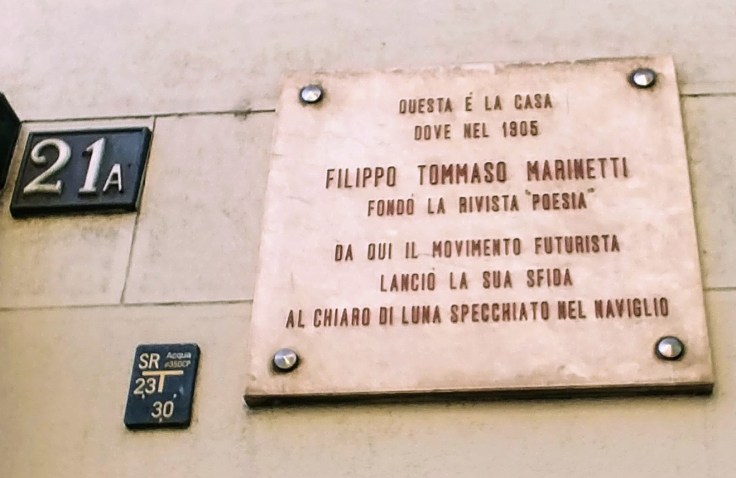 21A
QUESTA É LA CASA
DOVE NEL 1905
FILIPPO TOMMASO MARINETTI
FONDÒ LA RIVISTA "POESIA"
DA QUI IL MOVIMENTO FUTURISTA
LANCIÒ LA SUA SFIDA
AL CHIARO DI LUNA SPECCHIATO NEL NAVIGLIO
SR Acqua
23
30